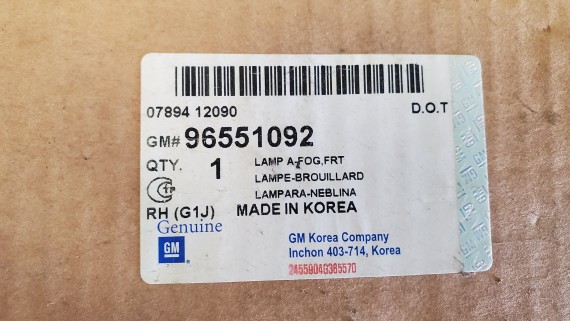 07894 12090
D.O.T
GM# 96551092
QTY. 1
LAMP A-FOG,FRT
LAMPE-BROUILLARD
LAMPARA-NEBLINA
RH (G1J) MADE IN KOREA
Genuine
GM
GM Korea Company
Inchon 403-714, Korea